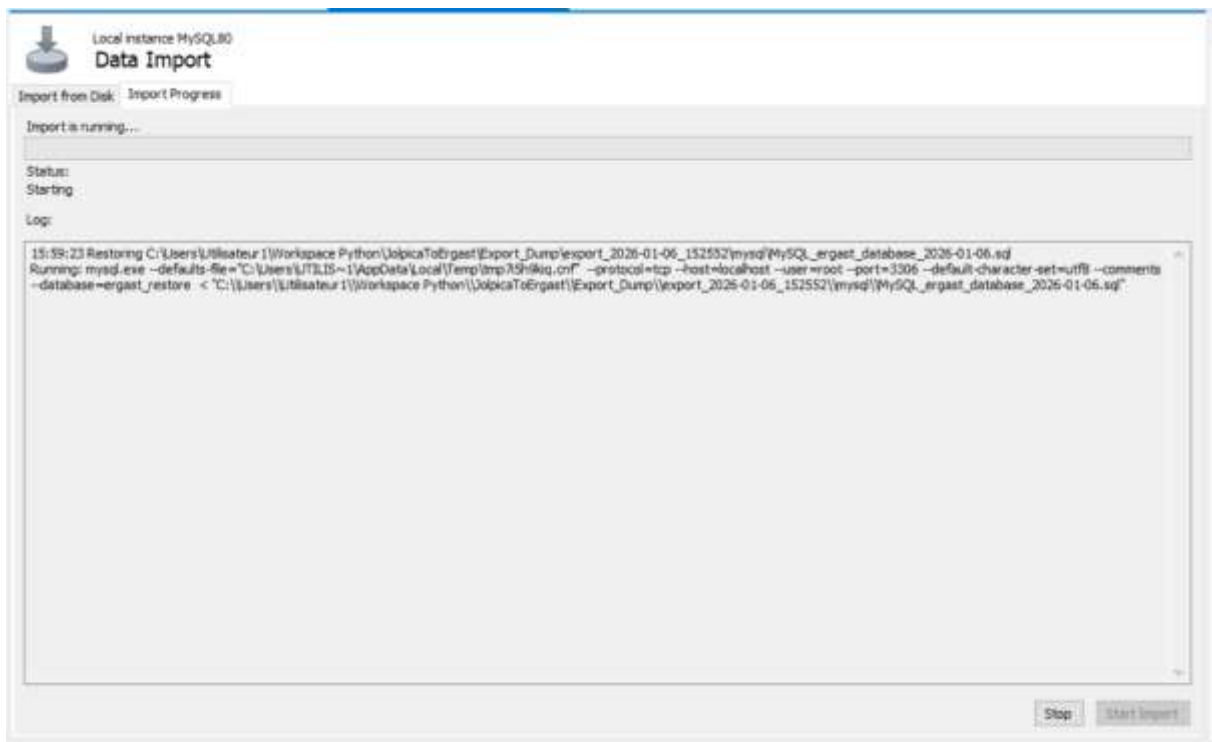 Local instance MySQL80
Data Import
Import from Disk
Import Progress
Import is running...
Status:
Starting
Log:
15:59:23 Restoring C:\Users\Utilisateur1\Workspace Python\JolpicaToErgast\Export_Dump\export_2026-01-06_152552\mysql\MySQL_ergast_database_2026-01-06.sql
Running: mysql.exe --defaults-file="C:\Users\UTILIS~1\AppData\Local\Temp\ --protocol=tcp --host=localhost --user=root --port=3306 --default-character-set=utf8 --comments
--database=ergast_restore < "C:\\Users\\Utilisateur1\\Workspace Python\\JolpicaToErgast\\Export_Dump\\export_2026-01-06_152552\\mysql\\MySQL_ergast_database_2026-01-06.sql"
Stop
Start Import